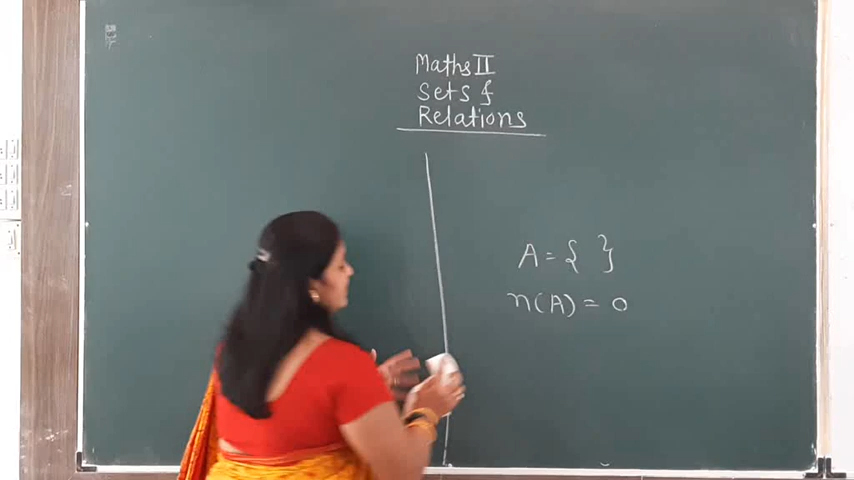 Maths II
Sets &
Relations
A = { }
n(A) = 0